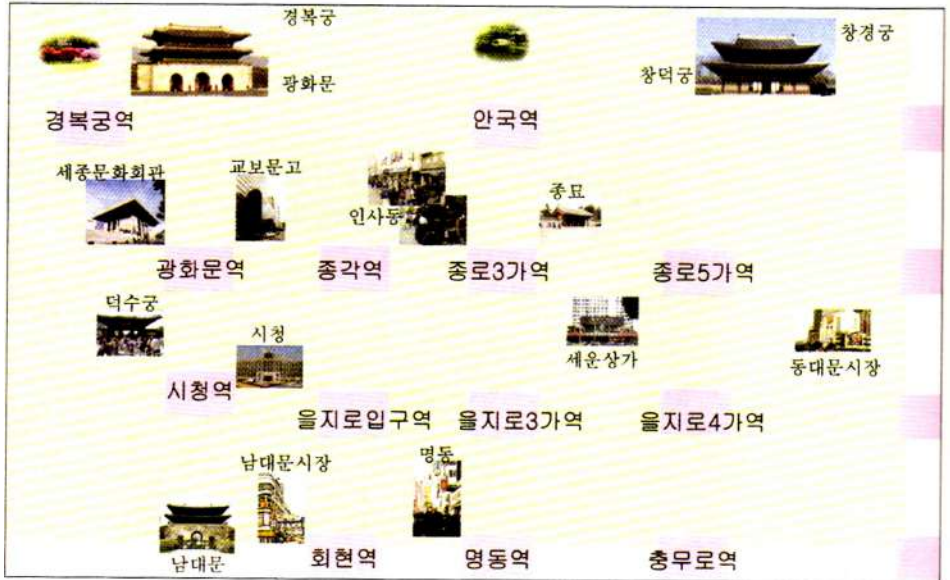 경복궁
창경궁
창덕궁
광화문
경복궁역
안국역
세종문화회관
교보문고
종묘
인사동
광화문역
종각역
종로3가역
종로5가역
덕수궁
시청
세운상가
동대문시장
시청역
을지로입구역
을지로3가역
을지로4가역
남대문시장
명동
남대문
회현역
명동역
충무로역